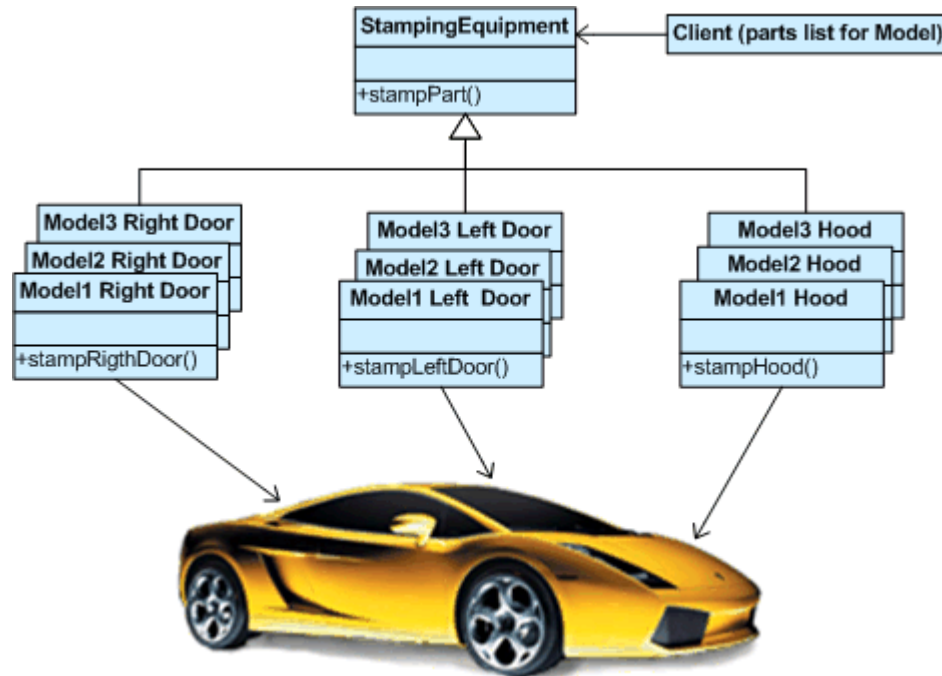 StampingEquipment
Client (parts list for Model)
+stampPart()
Model3 Right Door
Model2 Right Door
Model1 Right Door
+stampRigthDoor()
Model3 Left Door
Model2 Left Door
Model1 Left  Door
+stampLeftDoor()
Model3 Hood
Model2 Hood
Model1 Hood
+stampHood()